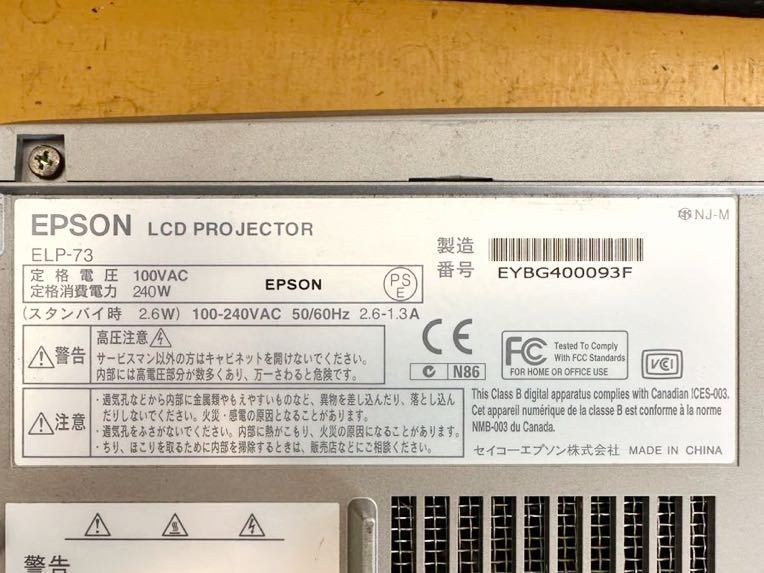 EPSON LCD PROJECTOR
NJ-M
ELP-73
製造
番号
EYBG400093F
定格電圧 100VAC
定格消費電力 240W
EPSON
PS
E
(スタンバイ時 2.6W) 100-240VAC 50/60Hz 2.6-1.3A
警告
高圧注意
サービスマン以外の方はキャビネットを開けないでください。
内部には高電圧部分が数多くあり、万一さわると危険です。
CE
N86
FC Tested To Comply
With FCC Standards
FOR HOME OR OFFICE USE
VCI
注意
・通気孔などから内部に金属類やもえやすいものなど、異物を差し込んだり、落とし込ん
だりしないでください。火災・感電の原因となることがあります。
・通気孔をふさがないでください。内部に熱がこもり、火災の原因となることがあります。
・ちり、ほこりを取るために内部を掃除するときは、販売店などにご相談ください。
This Class B digital apparatus complies with Canadian ICES-003.
Cet appareil numérique de la classe B est conforme à la norme
NMB-003 du Canada.
セイコーエプソン株式会社 MADE IN CHINA
警告